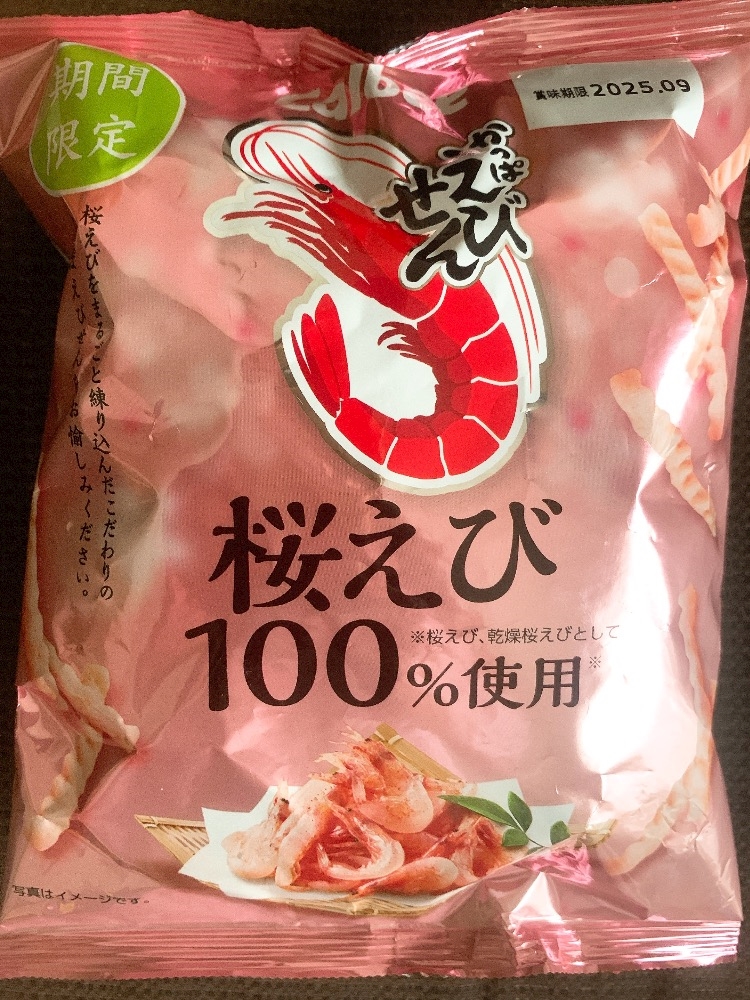 期間
限定
Calbee
賞味期限 2025.09
かっぱ
えび
せん
桜えびをまるごと練り込んだこだわりの
えびせんをお愉しみください。
桜えび
※桜えび、乾燥桜えびとして
100%使用※
写真はイメージです。